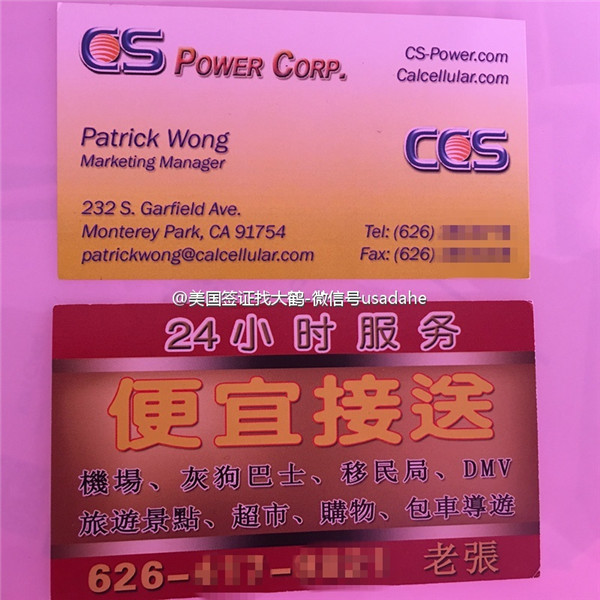 CS POWER CORP.
CS-Power.com
Calcellular.com
Patrick Wong
Marketing Manager
CCS
232 S. Garfield Ave.
Monterey Park, CA 91754
patrickwong@calcellular.com
Tel: (626)
Fax: (626)
@美国签证找大鹤-微信号usadahe
24小时服务
便宜接送
機場、灰狗巴士、移民局、DMV
旅遊景點、超市、購物、包車導遊
626-
老張